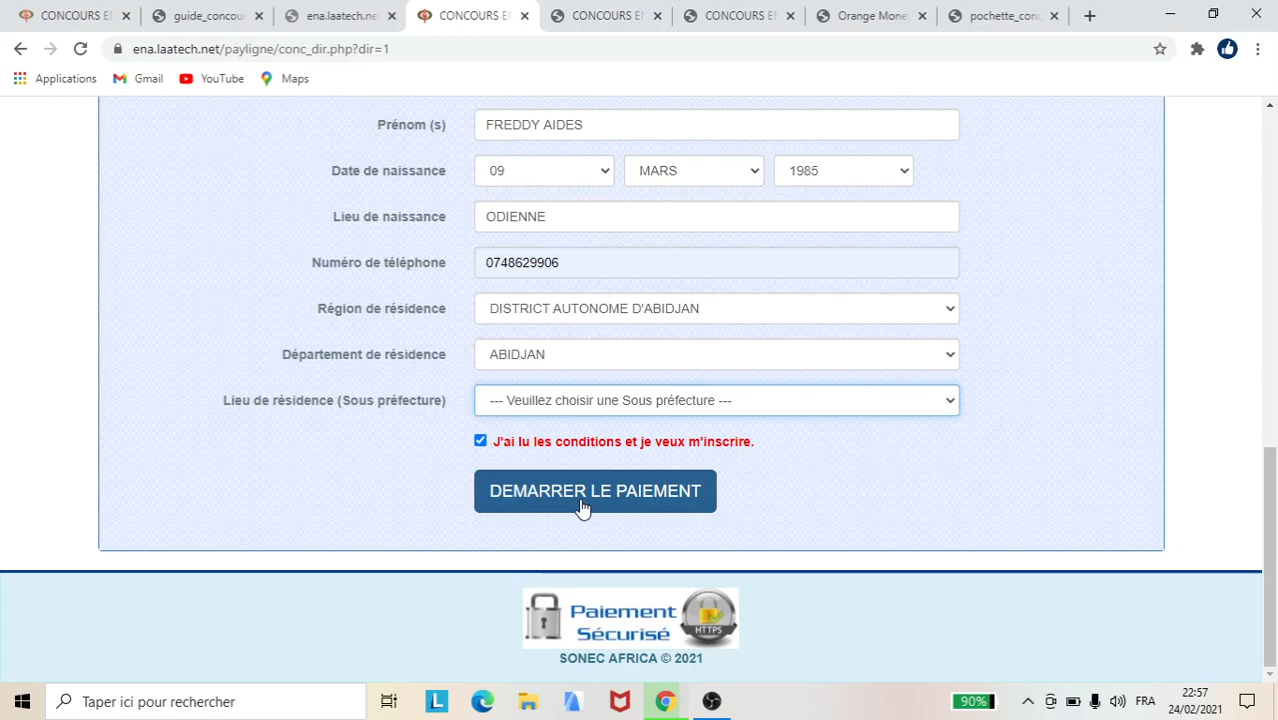 CONCOURS EN
guide_concou
ena.laatech.ne
CONCOURS EN
CONCOURS EN
CONCOURS EN
Orange Mone
pochette_conc
ena.laatech.net/payligne/conc_dir.php?dir=1
Applications Gmail YouTube Maps
Prénom (s) FREDDY AIDES
Date de naissance 09 MARS 1985
Lieu de naissance ODIENNE
Numéro de téléphone 0748629906
Région de résidence DISTRICT AUTONOME D'ABIDJAN
Département de résidence ABIDJAN
Lieu de résidence (Sous préfecture) --- Veuillez choisir une Sous préfecture ---
J'ai lu les conditions et je veux m'inscrire.
DEMARRER LE PAIEMENT
Paiement
Sécurisé
HTTPS
SONEC AFRICA © 2021
Taper ici pour rechercher
L
90%
FRA
22:57
24/02/2021